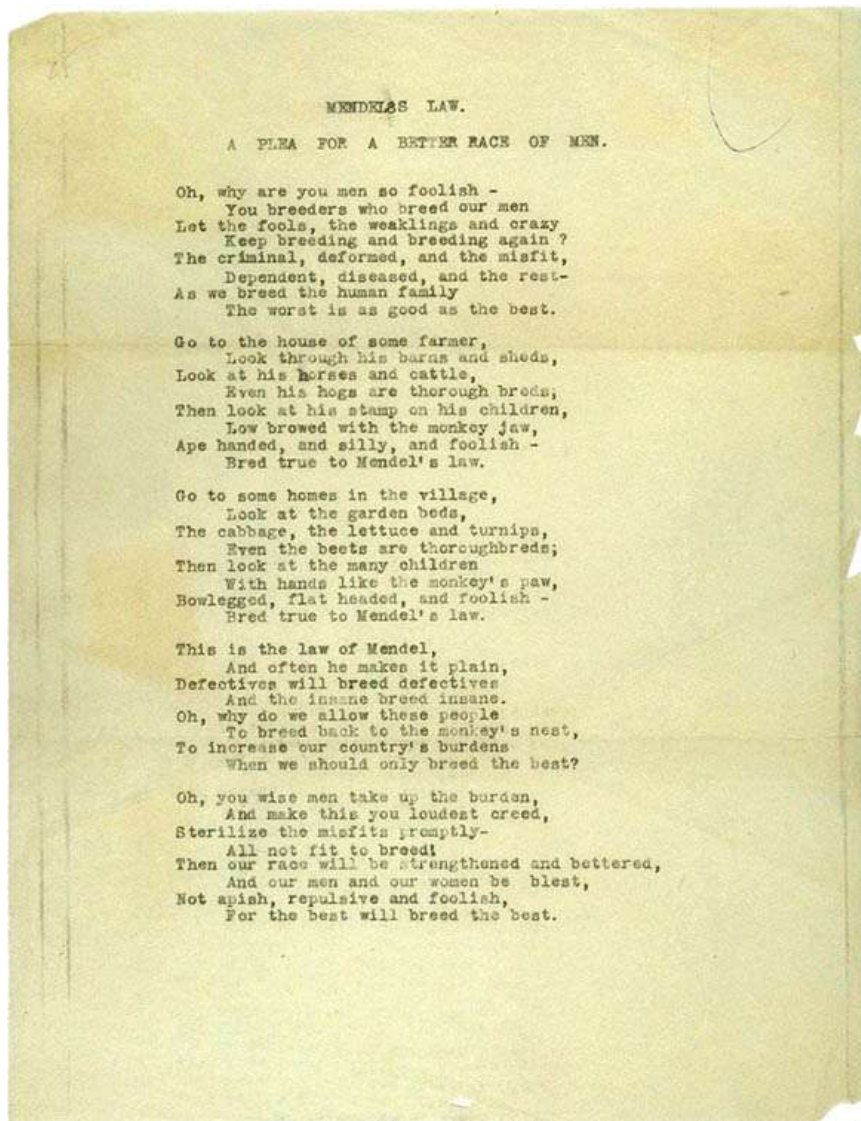 MENDEL8S LAW.
A PLEA FOR A BETTER RACE OF MEN.
Oh, why are you men so foolish -
You breeders who breed our men
Let the fools, the weaklings and crazy
Keep breeding and breeding again ?
The criminal, deformed, and the misfit,
Dependent, diseased, and the rest-
As we breed the human family
The worst is as good as the best.
Go to the house of some farmer,
Look through his barns and sheds,
Look at his horses and cattle,
Even his hogs are thorough breds;
Then look at his stamp on his children,
Low browed with the monkey jaw,
Ape handed, and silly, and foolish -
Bred true to Mendel's law.
Go to some homes in the village,
Look at the garden beds,
The cabbage, the lettuce and turnips,
Even the beets are thoroughbreds;
Then look at the many children
With hands like the monkey's paw,
Bowlegged, flat headed, and foolish -
Bred true to Mendel's law.
This is the law of Mendel,
And often he makes it plain,
Defectives will breed defectives
And the insane breed insane.
Oh, why do we allow these people
To breed back to the monkey's nest,
To increase our country's burdens
When we should only breed the best?
Oh, you wise men take up the burden,
And make this you loudest creed,
Sterilize the misfits promptly-
All not fit to breed!
Then our race will be strengthened and bettered,
And our men and our women be blest,
Not apish, repulsive and foolish,
For the best will breed the best.